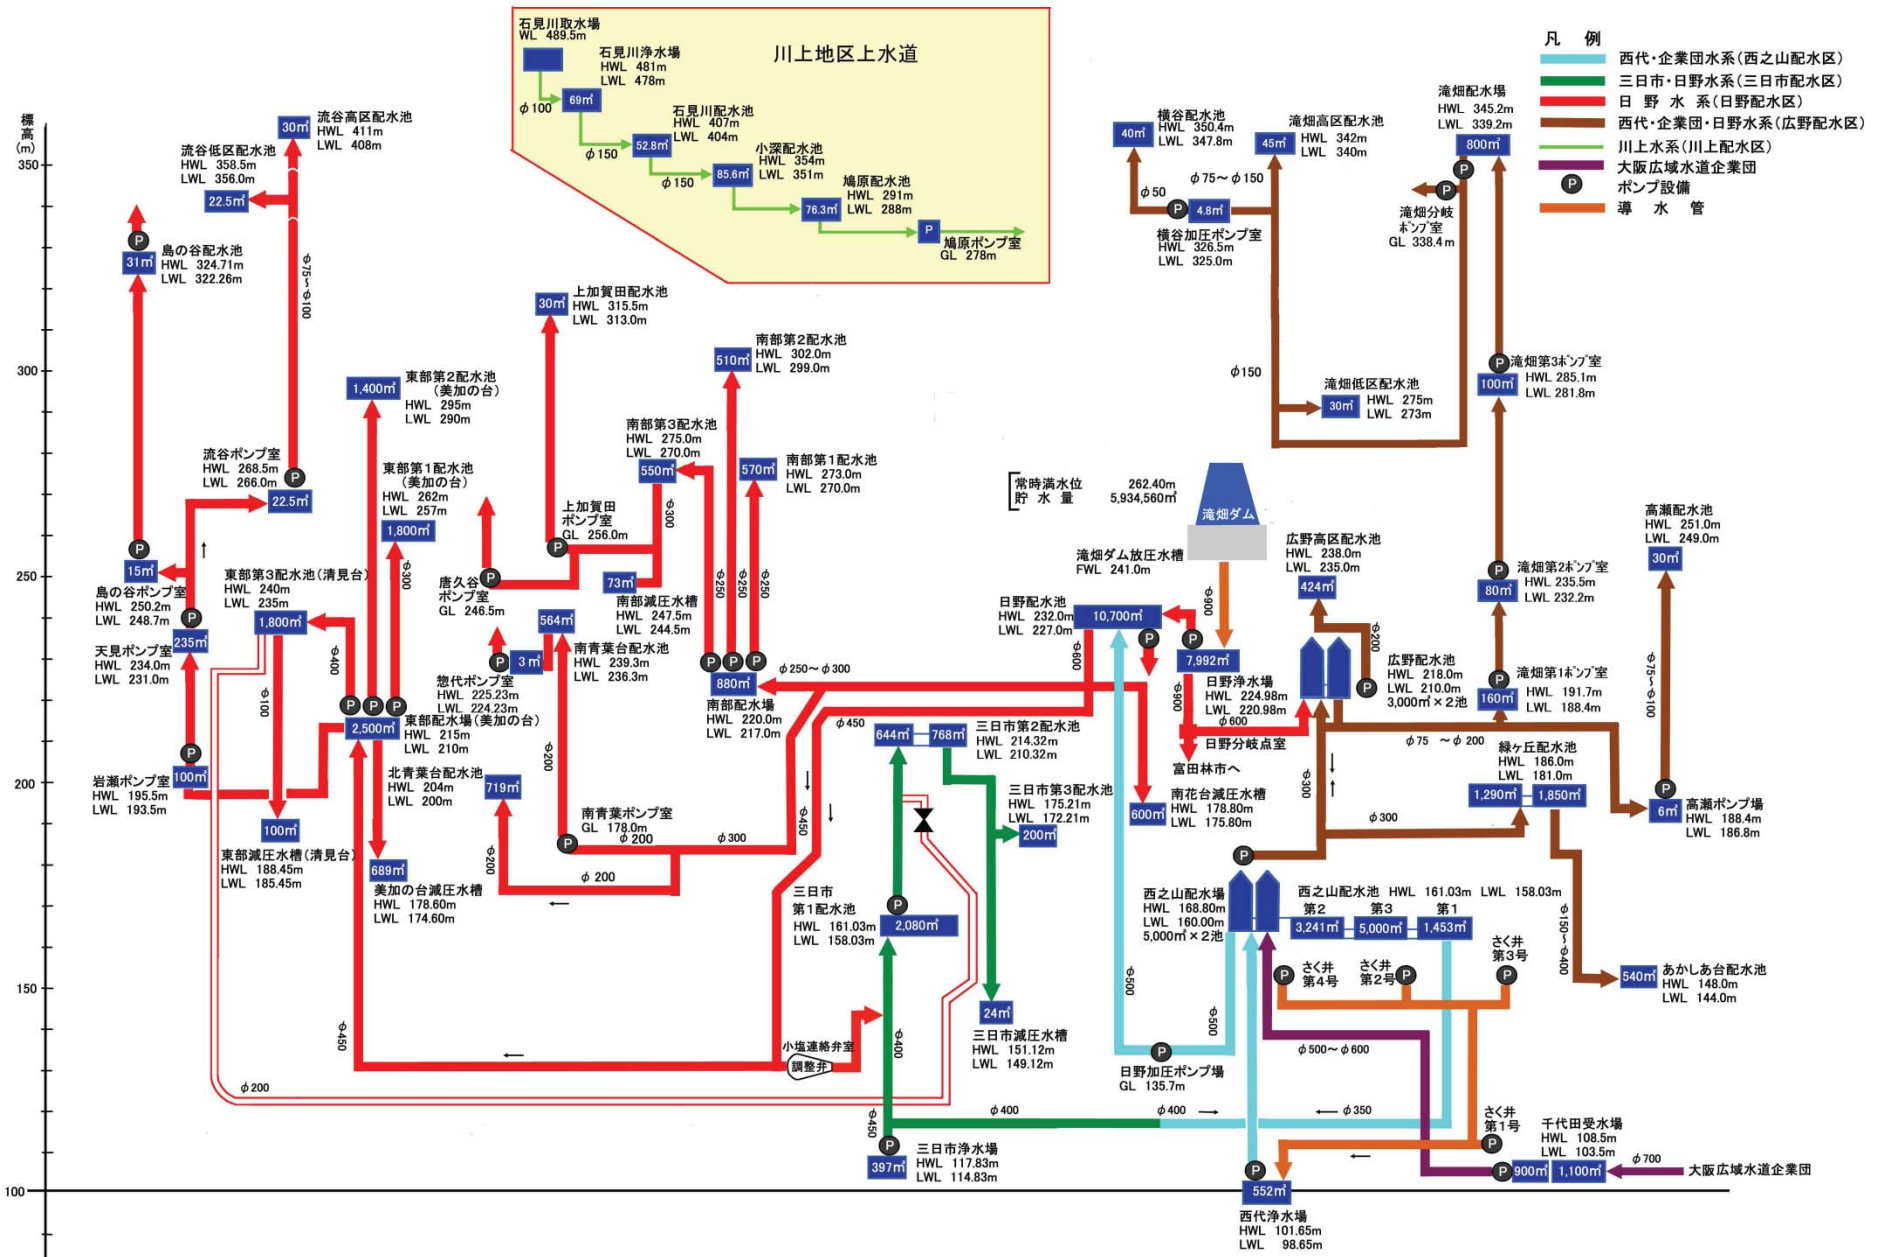 川上地区上水道
石見川取水場
WL 489.5m
φ100
石見川浄水場
HWL 481m
LWL 478m
69㎥
φ150
石見川配水池
HWL 407m
LWL 404m
52.8㎥
φ150
小深配水池
HWL 354m
LWL 351m
85.6㎥
鳩原配水池
HWL 291m
LWL 288m
76.3㎥
P
鳩原ポンプ室
GL 278m
凡 例
西代・企業団水系(西之山配水区)
三日市・日野水系(三日市配水区)
日 野 水 系(日野配水区)
西代・企業団・日野水系(広野配水区)
川上水系(川上配水区)
大阪広域水道企業団
P
ポンプ設備
導 水 管
標高(m)
350
300
250
200
150
100
流谷高区配水池
HWL 411m
LWL 408m
30㎥
流谷低区配水池
HWL 358.5m
LWL 356.0m
22.5㎥
φ75～φ100
P
島の谷配水池
HWL 324.71m
LWL 322.26m
31㎥
流谷ポンプ室
HWL 268.5m
LWL 266.0m
P
22.5㎥
P
15㎥
島の谷ポンプ室
HWL 250.2m
LWL 248.7m
P
235㎥
天見ポンプ室
HWL 234.0m
LWL 231.0m
P
100㎥
岩瀬ポンプ室
HWL 195.5m
LWL 193.5m
東部第2配水池
(美加の台)
HWL 295m
LWL 290m
1,400㎥
東部第1配水池
(美加の台)
HWL 262m
LWL 257m
1,800㎥
φ300
東部第3配水池(清見台)
HWL 240m
LWL 235m
1,800㎥
φ400
φ100
P
P
P
2,500㎥
東部配水場(美加の台)
HWL 215m
LWL 210m
100㎥
東部減圧水槽(清見台)
HWL 188.45m
LWL 185.45m
689㎥
美加の台減圧水槽
HWL 178.60m
LWL 174.60m
φ450
φ200
上加賀田配水池
HWL 315.5m
LWL 313.0m
30㎥
南部第2配水池
HWL 302.0m
LWL 299.0m
510㎥
南部第3配水池
HWL 275.0m
LWL 270.0m
550㎥
南部第1配水池
HWL 273.0m
LWL 270.0m
570㎥
φ300
上加賀田
ポンプ室
GL 256.0m
P
P
唐久谷
ポンプ室
GL 246.5m
73㎥
南部減圧水槽
HWL 247.5m
LWL 244.5m
φ250
φ250
φ250
564㎥
南青葉台配水池
HWL 239.3m
LWL 236.3m
P
3㎥
惣代ポンプ室
HWL 225.23m
LWL 224.23m
P
P
P
880㎥
南部配水場
HWL 220.0m
LWL 217.0m
φ250～φ300
φ200
北青葉台配水池
HWL 204m
LWL 200m
719㎥
南青葉ポンプ室
GL 178.0m
P
φ200
φ300
φ200
φ200
φ450
φ450
三日市第2配水池
HWL 214.32m
LWL 210.32m
644㎥
768㎥
三日市第3配水池
HWL 175.21m
LWL 172.21m
200㎥
三日市
第1配水池
HWL 161.03m
LWL 158.03m
P
2,080㎥
24㎥
三日市減圧水槽
HWL 151.12m
LWL 149.12m
小塩連絡弁室
調整弁
φ400
φ450
P
397㎥
三日市浄水場
HWL 117.83m
LWL 114.83m
φ400
φ400
φ350
常時満水位 262.40m
貯 水 量 5,934,560㎥
滝畑ダム
滝畑ダム放圧水槽
FWL 241.0m
φ900
日野配水池
HWL 232.0m
LWL 227.0m
10,700㎥
φ600
P
P
7,992㎥
日野浄水場
HWL 224.98m
LWL 220.98m
φ900
φ600
日野分岐点室
富田林市へ
600㎥
南花台減圧水槽
HWL 178.80m
LWL 175.80m
横谷配水池
HWL 350.4m
LWL 347.8m
40㎥
φ50
滝畑高区配水池
HWL 342m
LWL 340m
45㎥
φ75～φ150
P
4.8㎥
横谷加圧ポンプ室
HWL 326.5m
LWL 325.0m
滝畑配水場
HWL 345.2m
LWL 339.2m
800㎥
P
P
滝畑分岐
ポンプ室
GL 338.4m
φ150
滝畑低区配水池
HWL 275m
LWL 273m
30㎥
P
滝畑第3ポンプ室
HWL 285.1m
LWL 281.8m
100㎥
P
滝畑第2ポンプ室
HWL 235.5m
LWL 232.2m
80㎥
P
滝畑第1ポンプ室
HWL 191.7m
LWL 188.4m
160㎥
広野高区配水池
HWL 238.0m
LWL 235.0m
424㎥
φ200
P
広野配水池
HWL 218.0m
LWL 210.0m
3,000㎥×2池
φ75 ～φ200
高瀬配水池
HWL 251.0m
LWL 249.0m
30㎥
φ75～φ100
P
6㎥
高瀬ポンプ場
HWL 188.4m
LWL 186.8m
緑ヶ丘配水池
HWL 186.0m
LWL 181.0m
1,290㎥
1,850㎥
φ300
φ300
φ150～φ400
P
西之山配水場
HWL 168.80m
LWL 160.00m
5,000㎥×2池
西之山配水池 HWL 161.03m LWL 158.03m
第2
第3
第1
3,241㎥
5,000㎥
1,453㎥
540㎥
あかしあ台配水池
HWL 148.0m
LWL 144.0m
P
さく井
第4号
P
さく井
第2号
さく井
第3号
P
φ500
φ500
P
日野加圧ポンプ場
GL 135.7m
φ500～φ600
さく井
第1号
P
千代田受水場
HWL 108.5m
LWL 103.5m
P
900㎥
1,100㎥
φ700
大阪広域水道企業団
P
552㎥
西代浄水場
HWL 101.65m
LWL 98.65m